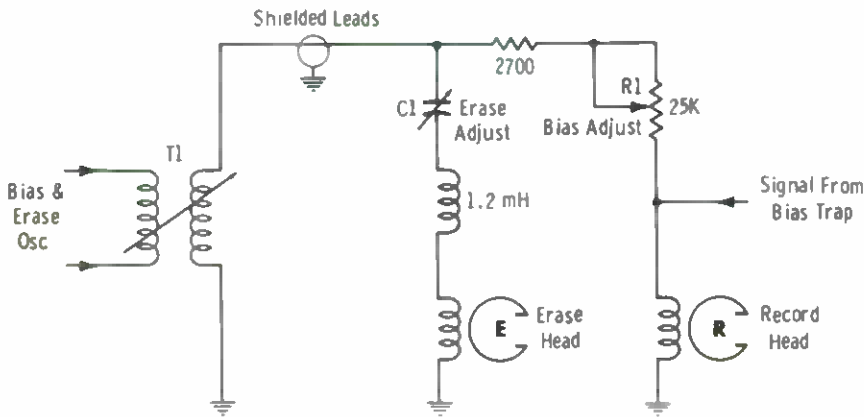 Shielded Leads
2700
R1
25K
C1
Erase
Adjust
Bias Adjust
T1
Bias &
Erase
Osc
1.2 mH
Signal From
Bias Trap
E
Erase
Head
R
Record
Head